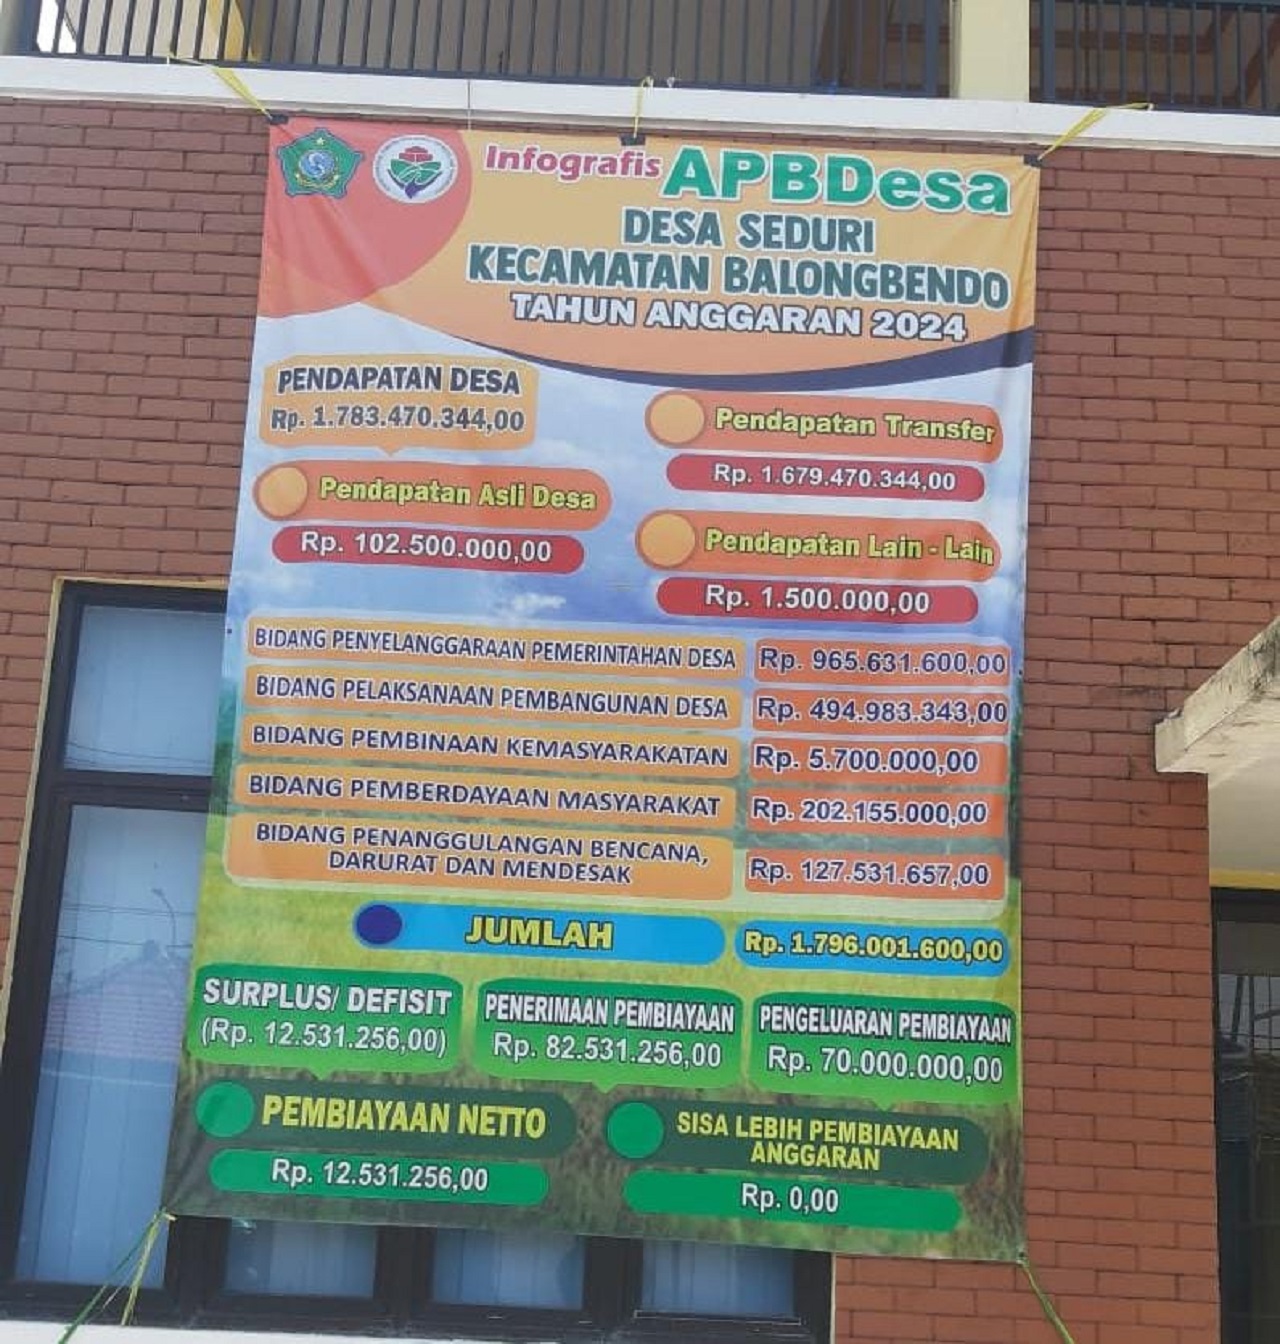 Infografis APBDesa
DESA SEDURI
KECAMATAN BALONGBENDO
TAHUN ANGGARAN 2024
PENDAPATAN DESA
Rp. 1.783.470.344,00
Pendapatan Asli Desa
Rp. 102.500.000,00
Pendapatan Transfer
Rp. 1.679.470.344,00
Pendapatan Lain - Lain
Rp. 1.500.000,00
BIDANG PENYELANGGARAAN PEMERINTAHAN DESA Rp. 965.631.600,00
BIDANG PELAKSANAAN PEMBANGUNAN DESA Rp. 494.983.343,00
BIDANG PEMBINAAN KEMASYARAKATAN Rp. 5.700.000,00
BIDANG PEMBERDAYAAN MASYARAKAT Rp. 202.155.000,00
BIDANG PENANGGULANGAN BENCANA,
DARURAT DAN MENDESAK Rp. 127.531.657,00
JUMLAH Rp. 1.796.001.600,00
SURPLUS/ DEFISIT
(Rp. 12.531.256,00)
PENERIMAAN PEMBIAYAAN
Rp. 82.531.256,00
PENGELUARAN PEMBIAYAAN
Rp. 70.000.000,00
PEMBIAYAAN NETTO
Rp. 12.531.256,00
SISA LEBIH PEMBIAYAAN
ANGGARAN
Rp. 0,00